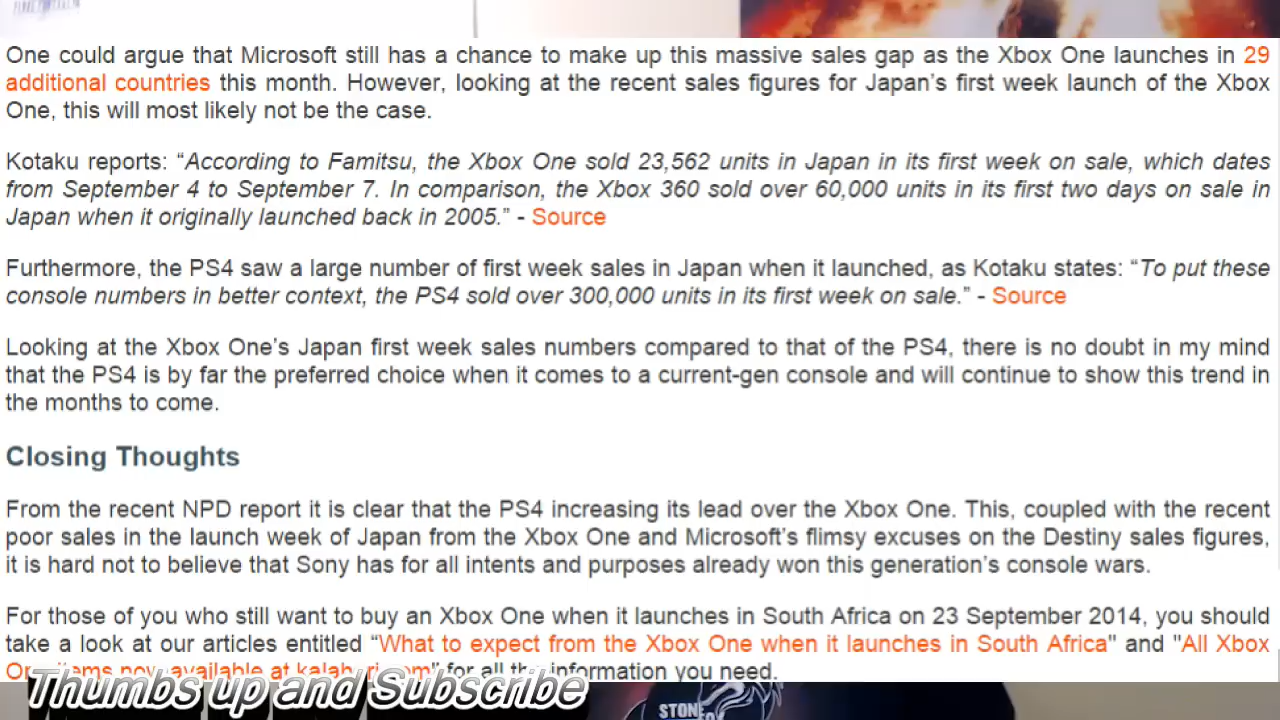 One could argue that Microsoft still has a chance to make up this massive sales gap as the Xbox One launches in 29
additional countries this month. However, looking at the recent sales figures for Japan's first week launch of the Xbox
One, this will most likely not be the case.
Kotaku reports: “According to Famitsu, the Xbox One sold 23,562 units in Japan in its first week on sale, which dates
from September 4 to September 7. In comparison, the Xbox 360 sold over 60,000 units in its first two days on sale in
Japan when it originally launched back in 2005.” - Source
Furthermore, the PS4 saw a large number of first week sales in Japan when it launched, as Kotaku states: “To put these
console numbers in better context, the PS4 sold over 300,000 units in its first week on sale.” - Source
Looking at the Xbox One's Japan first week sales numbers compared to that of the PS4, there is no doubt in my mind
that the PS4 is by far the preferred choice when it comes to a current-gen console and will continue to show this trend in
the months to come.
Closing Thoughts
From the recent NPD report it is clear that the PS4 increasing its lead over the Xbox One. This, coupled with the recent
poor sales in the launch week of Japan from the Xbox One and Microsoft's flimsy excuses on the Destiny sales figures,
it is hard not to believe that Sony has for all intents and purposes already won this generation's console wars.
For those of you who still want to buy an Xbox One when it launches in South Africa on 23 September 2014, you should
take a look at our articles entitled “What to expect from the Xbox One when it launches in South Africa" and "All Xbox
items now available at for all the information you need.
Thumbs up and Subscribe
STONE